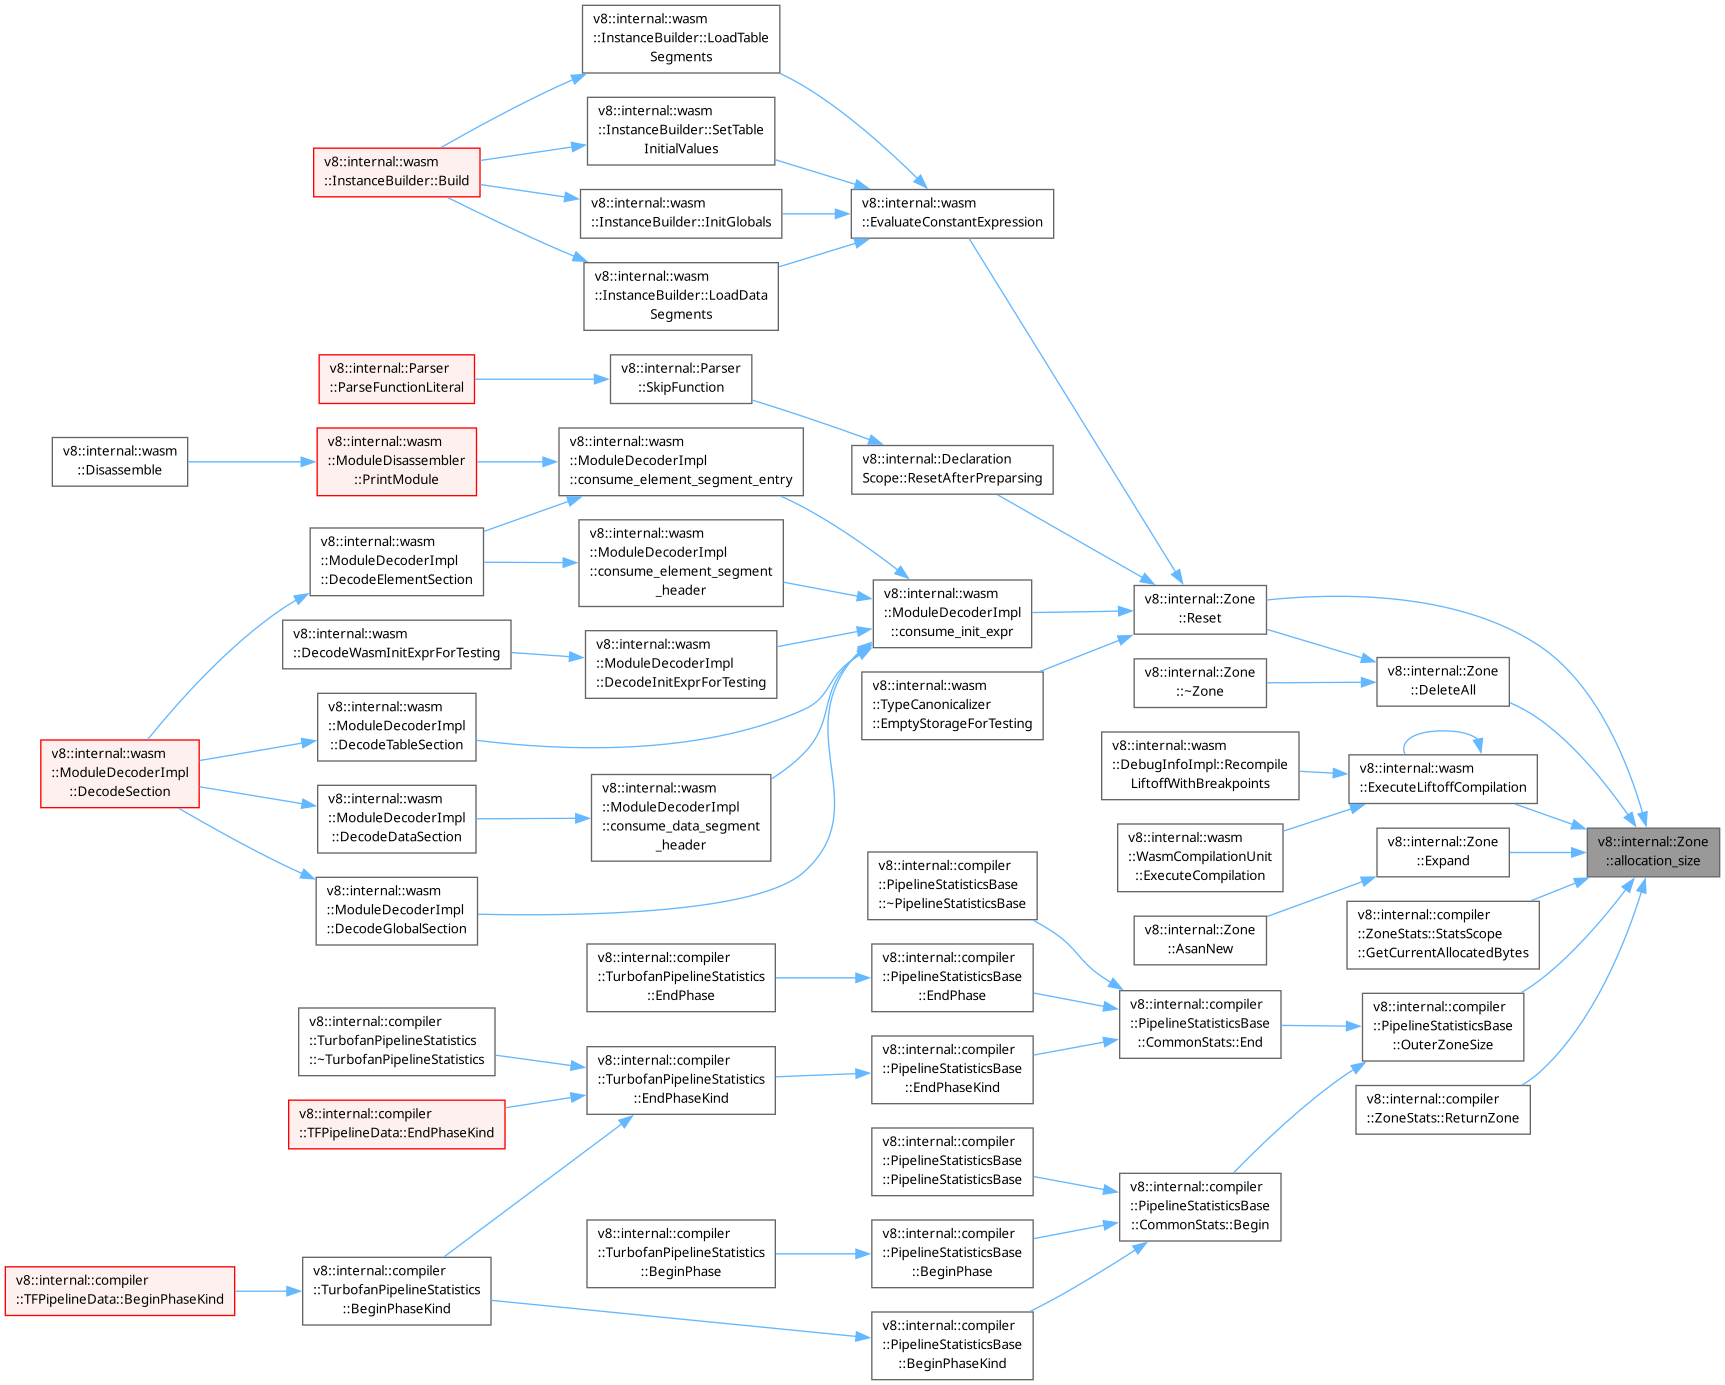 v8::internal::wasm
::InstanceBuilder::LoadTable
Segments
v8::internal::wasm
::InstanceBuilder::SetTable
InitialValues
v8::internal::wasm
::InstanceBuilder::Build
v8::internal::wasm
::InstanceBuilder::InitGlobals
v8::internal::wasm
::EvaluateConstantExpression
v8::internal::wasm
::InstanceBuilder::LoadData
Segments
v8::internal::Parser
::ParseFunctionLiteral
v8::internal::Parser
::SkipFunction
v8::internal::wasm
::Disassemble
v8::internal::wasm
::ModuleDisassembler
::PrintModule
v8::internal::wasm
::ModuleDecoderImpl
::consume_element_segment_entry
v8::internal::Declaration
Scope::ResetAfterPreparsing
v8::internal::wasm
::ModuleDecoderImpl
::DecodeElementSection
v8::internal::wasm
::ModuleDecoderImpl
::consume_element_segment
_header
v8::internal::wasm
::ModuleDecoderImpl
::consume_init_expr
v8::internal::Zone
::Reset
v8::internal::wasm
::DecodeWasmInitExprForTesting
v8::internal::wasm
::ModuleDecoderImpl
::DecodeInitExprForTesting
v8::internal::wasm
::TypeCanonicalizer
::EmptyStorageForTesting
v8::internal::Zone
::~Zone
v8::internal::Zone
::DeleteAll
v8::internal::wasm
::ModuleDecoderImpl
::DecodeTableSection
v8::internal::wasm
::ModuleDecoderImpl
::DecodeSection
v8::internal::wasm
::DebugInfoImpl::Recompile
LiftoffWithBreakpoints
v8::internal::wasm
::ExecuteLiftoffCompilation
v8::internal::wasm
::ModuleDecoderImpl
::DecodeDataSection
v8::internal::wasm
::ModuleDecoderImpl
::consume_data_segment
_header
v8::internal::wasm
::WasmCompilationUnit
::ExecuteCompilation
v8::internal::Zone
::Expand
v8::internal::Zone
::allocation_size
v8::internal::wasm
::ModuleDecoderImpl
::DecodeGlobalSection
v8::internal::compiler
::PipelineStatisticsBase
::~PipelineStatisticsBase
v8::internal::Zone
::AsanNew
v8::internal::compiler
::ZoneStats::StatsScope
::GetCurrentAllocatedBytes
v8::internal::compiler
::TurbofanPipelineStatistics
::EndPhase
v8::internal::compiler
::PipelineStatisticsBase
::EndPhase
v8::internal::compiler
::PipelineStatisticsBase
::CommonStats::End
v8::internal::compiler
::PipelineStatisticsBase
::OuterZoneSize
v8::internal::compiler
::TurbofanPipelineStatistics
::~TurbofanPipelineStatistics
v8::internal::compiler
::TurbofanPipelineStatistics
::EndPhaseKind
v8::internal::compiler
::PipelineStatisticsBase
::EndPhaseKind
v8::internal::compiler
::ZoneStats::ReturnZone
v8::internal::compiler
::TFPipelineData::EndPhaseKind
v8::internal::compiler
::PipelineStatisticsBase
::PipelineStatisticsBase
v8::internal::compiler
::PipelineStatisticsBase
::CommonStats::Begin
v8::internal::compiler
::TurbofanPipelineStatistics
::BeginPhase
v8::internal::compiler
::PipelineStatisticsBase
::BeginPhase
v8::internal::compiler
::TFPipelineData::BeginPhaseKind
v8::internal::compiler
::TurbofanPipelineStatistics
::BeginPhaseKind
v8::internal::compiler
::PipelineStatisticsBase
::BeginPhaseKind